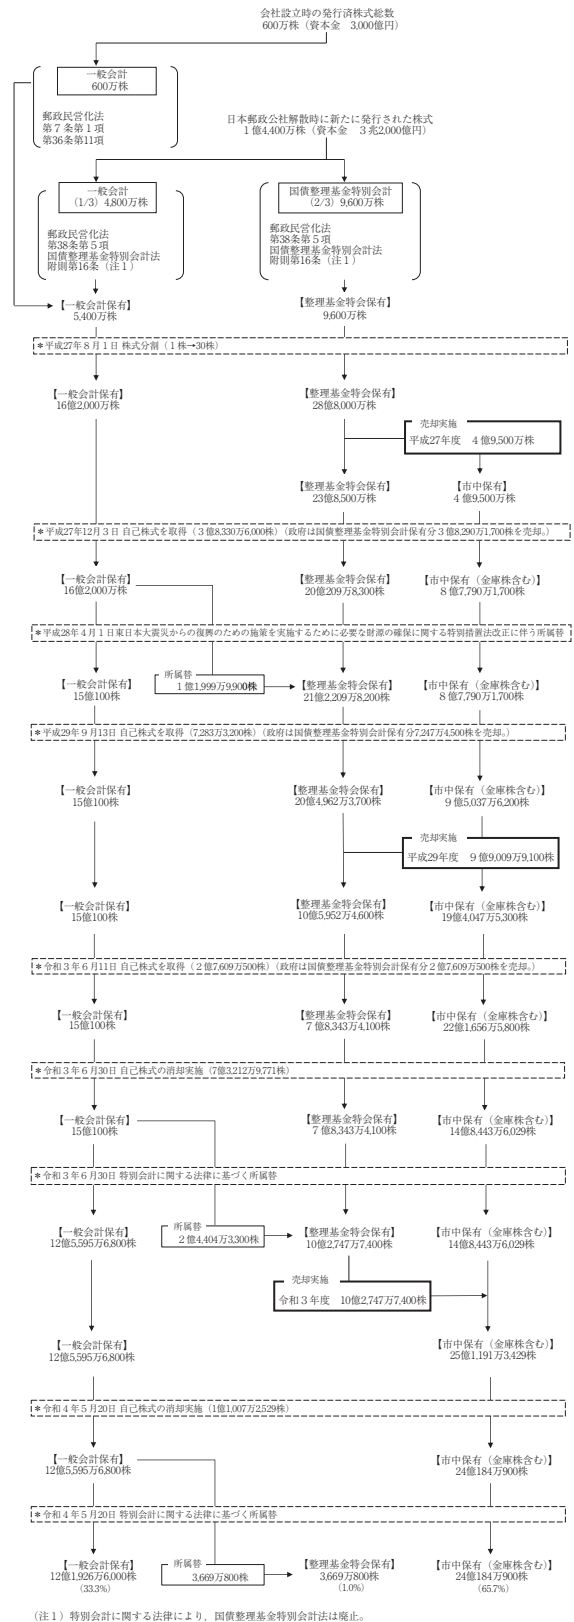 会社設立時の発行済株式総数
600万株（資本金　3,000億円）
一般会計
600万株
郵政民営化法
第７条第１項
第36条第11項
日本郵政公社解散時に新たに発行された株式
１億4,400万株（資本金　３兆2,000億円）
一般会計
（1/3）4,800万株
国債整理基金特別会計
（2/3）9,600万株
郵政民営化法
第38条第５項
国債整理基金特別会計法
附則第16条（注１）
郵政民営化法
第38条第５項
国債整理基金特別会計法
附則第16条（注１）
【一般会計保有】
5,400万株
【整理基金特会保有】
9,600万株
＊平成27年８月１日 株式分割（１株→30株）
【一般会計保有】
16億2,000万株
【整理基金特会保有】
28億8,000万株
売却実施
平成27年度　４億9,500万株
【整理基金特会保有】
23億8,500万株
【市中保有】
４億9,500万株
＊平成27年12月３日 自己株式を取得（３億8,330万6,000株）（政府は国債整理基金特別会計保有分３億8,290万1,700株を売却。）
【一般会計保有】
16億2,000万株
【整理基金特会保有】
20億209万8,300株
【市中保有（金庫株含む）】
８億7,790万1,700株
＊平成28年４月１日東日本大震災からの復興のための施策を実施するために必要な財源の確保に関する特別措置法改正に伴う所属替
【一般会計保有】
15億100株
所属替
１億1,999万9,900株
【整理基金特会保有】
21億2,209万8,200株
【市中保有（金庫株含む）】
８億7,790万1,700株
＊平成29年９月13日 自己株式を取得（7,283万3,200株）（政府は国債整理基金特別会計保有分7,247万4,500株を売却。）
【一般会計保有】
15億100株
【整理基金特会保有】
20億4,962万3,700株
【市中保有（金庫株含む）】
９億5,037万6,200株
売却実施
平成29年度　９億9,009万9,100株
【一般会計保有】
15億100株
【整理基金特会保有】
10億5,952万4,600株
【市中保有（金庫株含む）】
19億4,047万5,300株
＊令和３年６月11日 自己株式を取得（２億7,609万500株）（政府は国債整理基金特別会計保有分２億7,609万500株を売却。）
【一般会計保有】
15億100株
【整理基金特会保有】
７億8,343万4,100株
【市中保有（金庫株含む）】
22億1,656万5,800株
＊令和３年６月30日 自己株式の消却実施（7億3,212万9,771株）
【一般会計保有】
15億100株
【整理基金特会保有】
７億8,343万4,100株
【市中保有（金庫株含む）】
14億8,443万6,029株
＊令和３年６月30日 特別会計に関する法律に基づく所属替
【一般会計保有】
12億5,595万6,800株
所属替
２億4,404万3,300株
【整理基金特会保有】
10億2,747万7,400株
【市中保有（金庫株含む）】
14億8,443万6,029株
売却実施
令和３年度　10億2,747万7,400株
【一般会計保有】
12億5,595万6,800株
【市中保有（金庫株含む）】
25億1,191万3,429株
＊令和４年５月20日 自己株式の消却実施（1億1,007万2,529株）
【一般会計保有】
12億5,595万6,800株
【市中保有（金庫株含む）】
24億184万900株
＊令和４年５月20日 特別会計に関する法律に基づく所属替
【一般会計保有】
12億1,926万6,000株
（33.3%）
所属替
3,669万800株
【整理基金特会保有】
3,669万800株
（1.0%）
【市中保有（金庫株含む）】
24億184万900株
（65.7%）
（注１）特別会計に関する法律により，国債整理基金特別会計法は廃止。